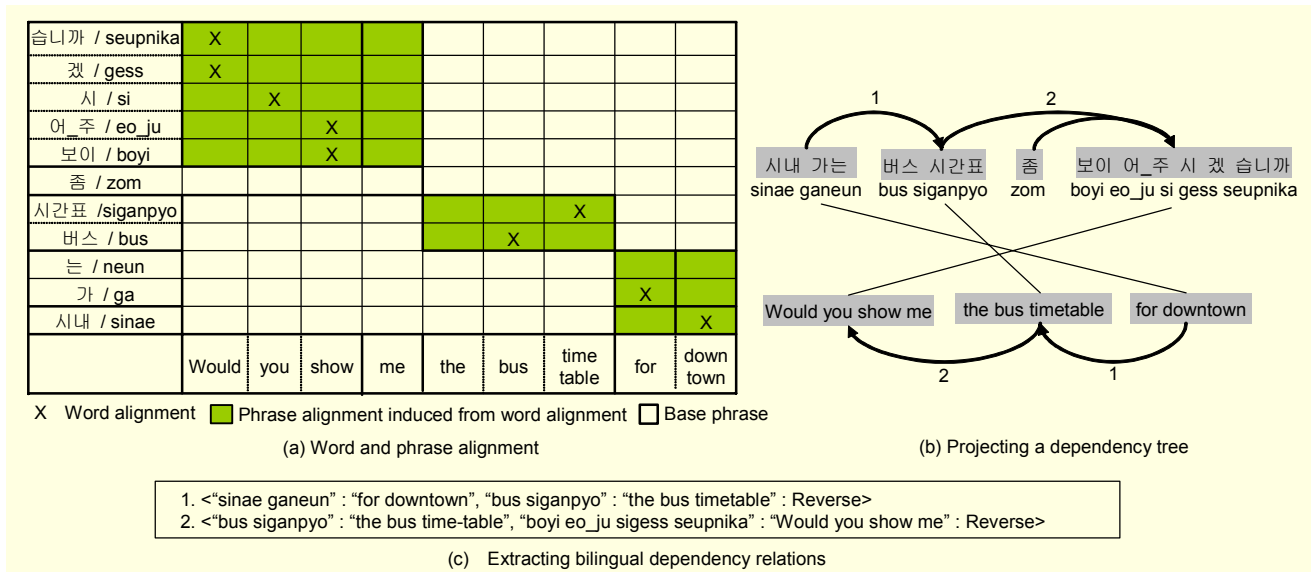 습니까 / seupnika X
겠 / gess X
시 / si X
어_주 / eo_ju X
보이 / boyi X
좀 / zom
시간표 /siganpyo X
버스 / bus X
는 / neun
가 / ga X
시내 / sinae X
Would you show me the bus time table for down town
X Word alignment Phrase alignment induced from word alignment Base phrase
(a) Word and phrase alignment
1 2
시내 가는 버스 시간표 좀 보이 어_주 시 겠 습니까
sinae ganeun bus siganpyo zom boyi eo_ju si gess seupnika
Would you show me the bus timetable for downtown
2 1
(b) Projecting a dependency tree
1. <“sinae ganeun” : “for downtown”, “bus siganpyo” : “the bus timetable” : Reverse>
2. <“bus siganpyo” : “the bus time-table”, “boyi eo_ju sigess seupnika” : “Would you show me” : Reverse>
(c) Extracting bilingual dependency relations